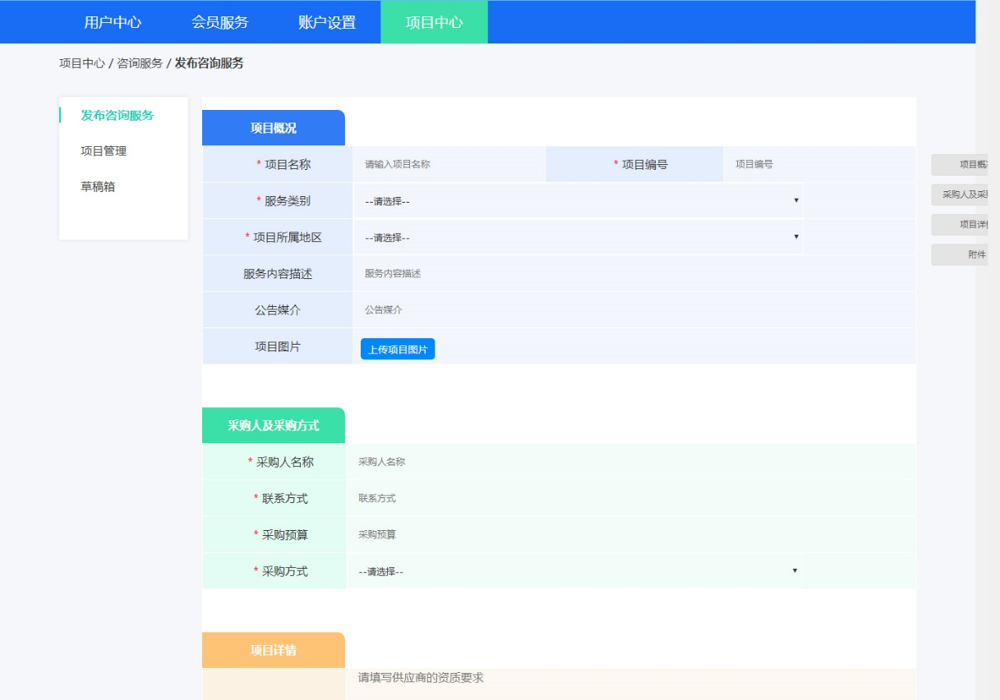 用户中心 会员服务 账户设置 项目中心
项目中心 / 咨询服务 / 发布咨询服务
发布咨询服务
项目管理
草稿箱
项目概况
* 项目名称 请输入项目名称 * 项目编号 项目编号
* 服务类别 --请选择--
* 项目所属地区 --请选择--
服务内容描述 服务内容描述
公告媒介 公告媒介
项目图片 上传项目图片
采购人及采购方式
* 采购人名称 采购人名称
* 联系方式 联系方式
* 采购预算 采购预算
* 采购方式 --请选择--
项目详情
请填写供应商的资质要求
项目概
采购人及采
项目详
附件